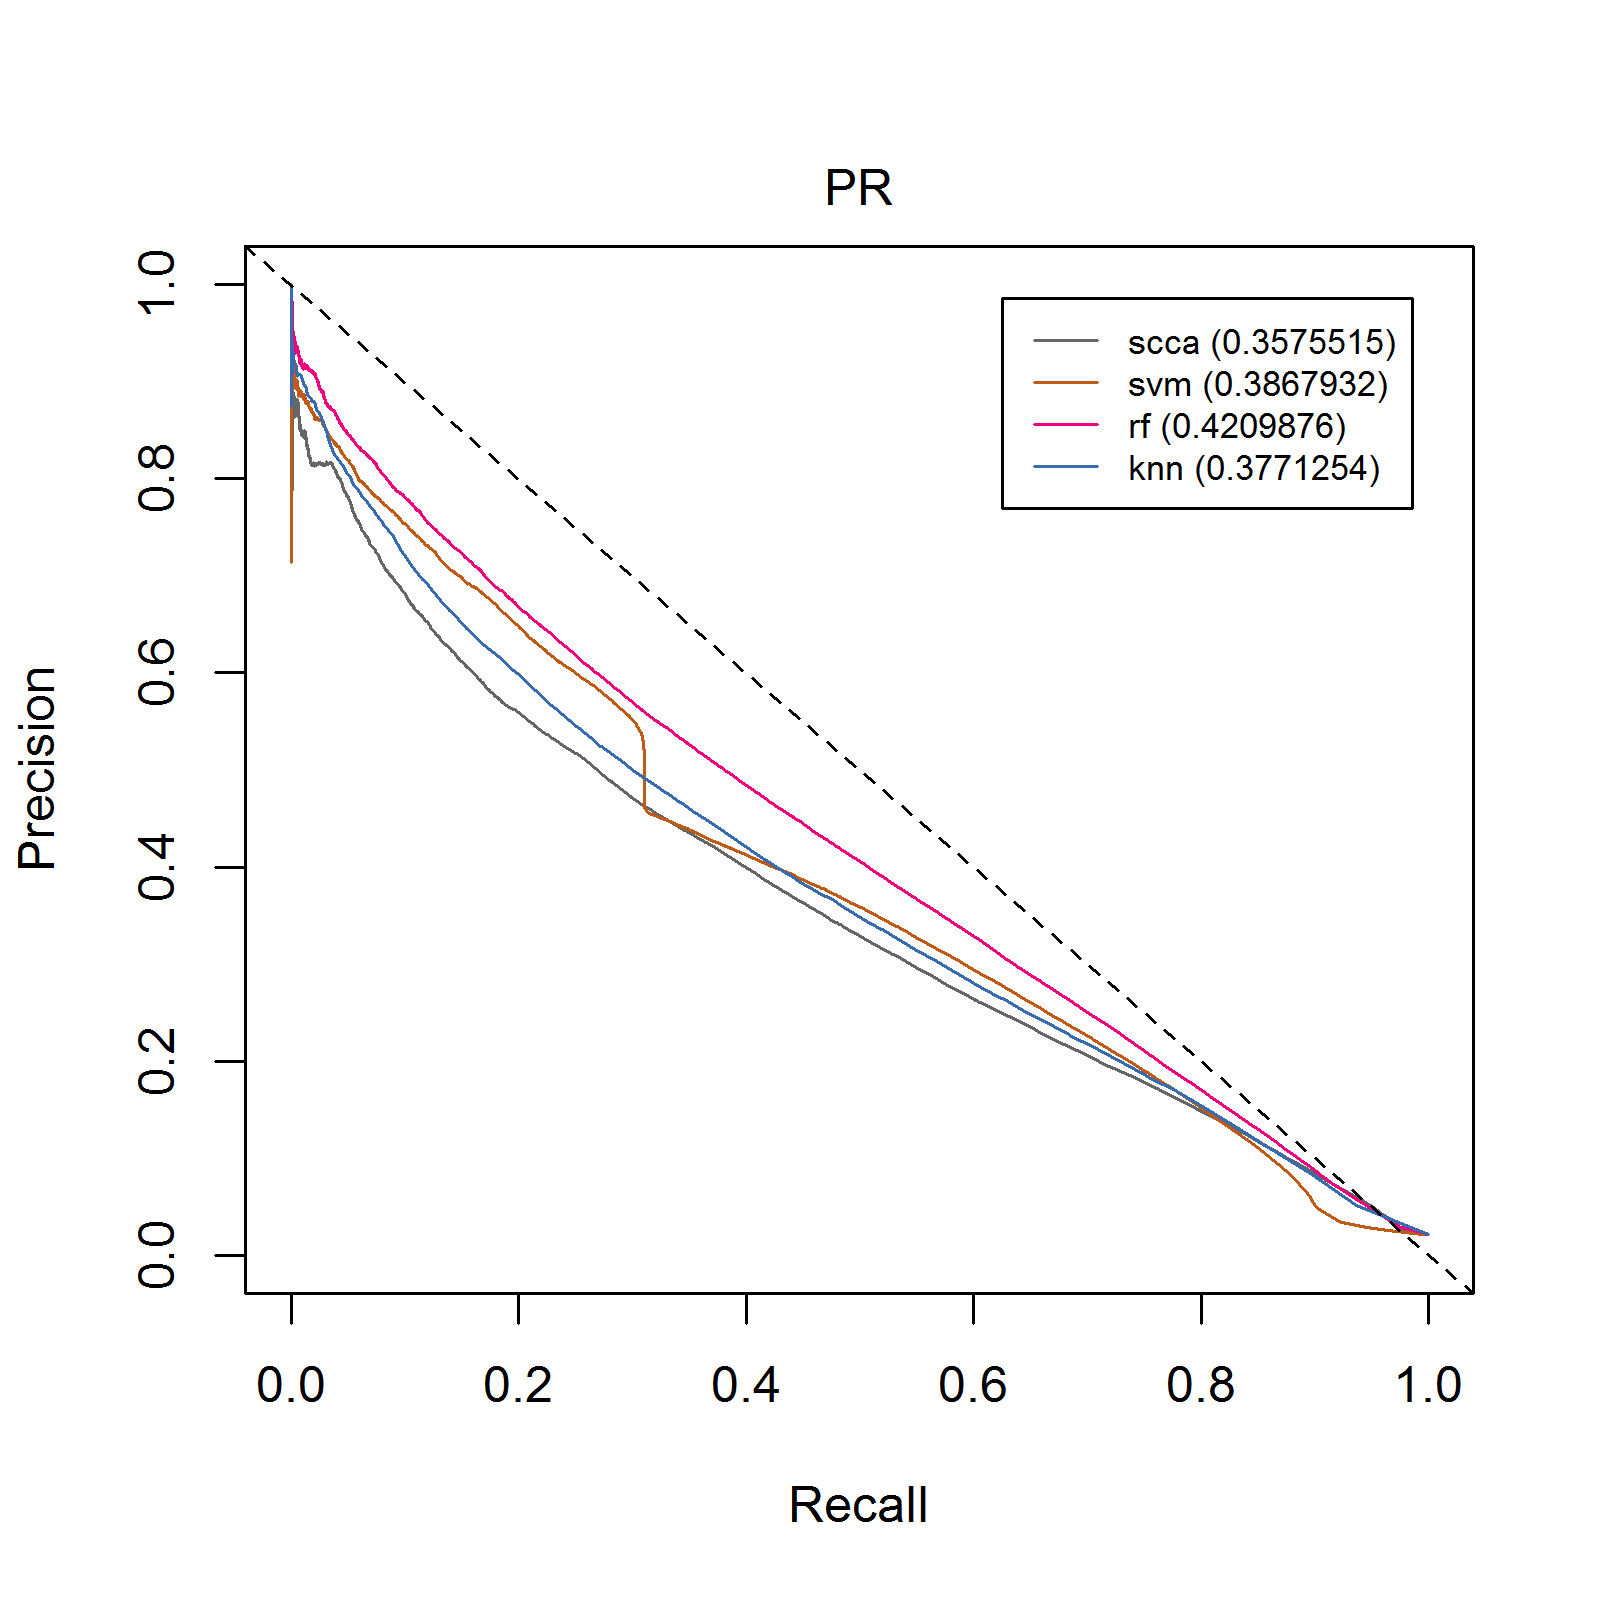 PR
Precision
1.0
0.8
0.6
0.4
0.2
0.0
scca (0.3575515)
svm (0.3867932)
rf (0.4209876)
knn (0.3771254)
0.0 0.2 0.4 0.6 0.8 1.0
Recall